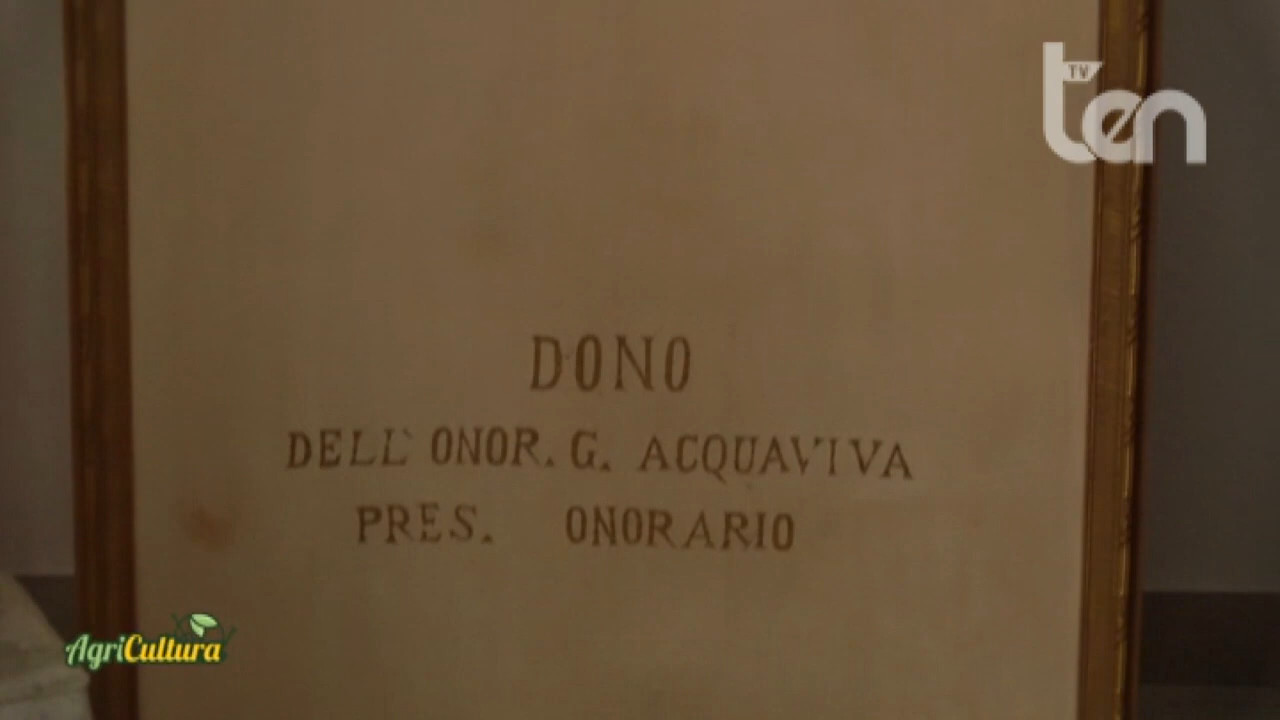 TV
ten
DONO
DELL' ONOR. G. ACQUAVIVA
PRES. ONORARIO
AgriCultura